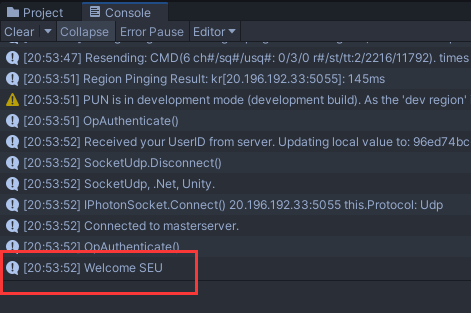 Project
Console
Clear
Collapse
Error Pause
Editor
[20:53:47] Resending: CMD(6 ch#/sq#/usq#: 0/3/0 r#/st/tt:2/2216/11792). times
[20:53:51] Region Pinging Result: kr[20.196.192.33:5055]: 145ms
[20:53:51] PUN is in development mode (development build). As the 'dev region'
[20:53:51] OpAuthenticate()
[20:53:52] Received your UserID from server. Updating local value to: 96ed74bc
[20:53:52] SocketUdp.Disconnect()
[20:53:52] SocketUdp, .Net, Unity.
[20:53:52] IPhotonSocket.Connect() 20.196.192.33:5055 this.Protocol: Udp
[20:53:52] Connected to masterserver.
[20:53:52] OpAuthenticate()
[20:53:52] Welcome SEU